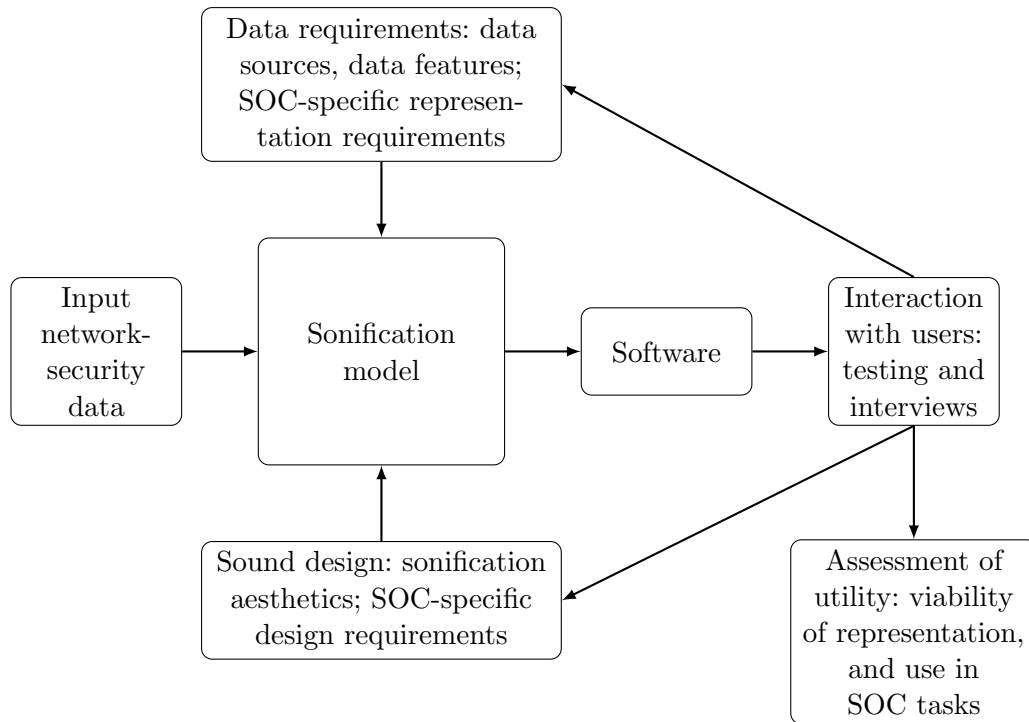 Data requirements: data
sources, data features;
SOC-specific represen-
tation requirements
Input
network-
security
data
Sonification
model
Software
Interaction
with users:
testing and
interviews
Sound design: sonification
aesthetics; SOC-specific
design requirements
Assessment of
utility: viability
of representation,
and use in
SOC tasks